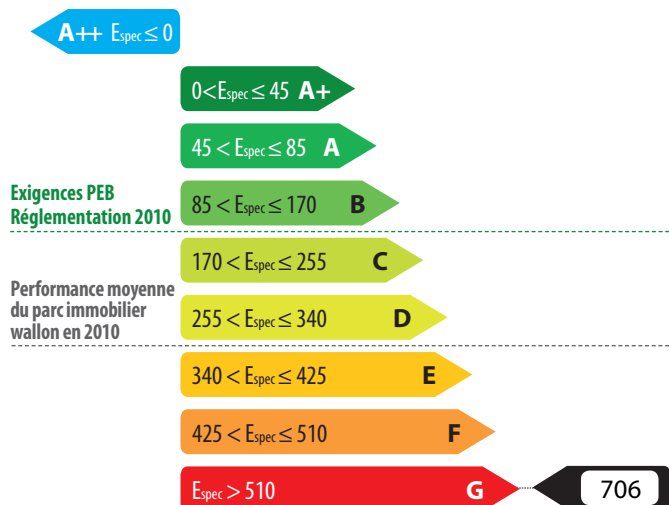 A++ Espec ≤ 0
0<Espec ≤ 45 A+
45 < Espec ≤ 85 A
Exigences PEB
Réglementation 2010
85 < Espec ≤ 170 B
170 < Espec ≤ 255 C
Performance moyenne
du parc immobilier
wallon en 2010
255 < Espec ≤ 340 D
340 < Espec ≤ 425 E
425 < Espec ≤ 510 F
Espec > 510 G
706